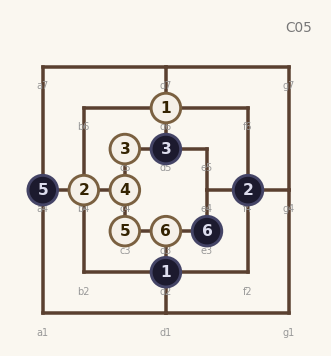 C05
a7 d7 g7
1
b6 d6 f6
3 3
c5 d5 e5
5 2 4 2
a4 b4 c4 e4 f4 g4
5 6 6
c3 d3 e3
1
b2 d2 f2
a1 d1 g1